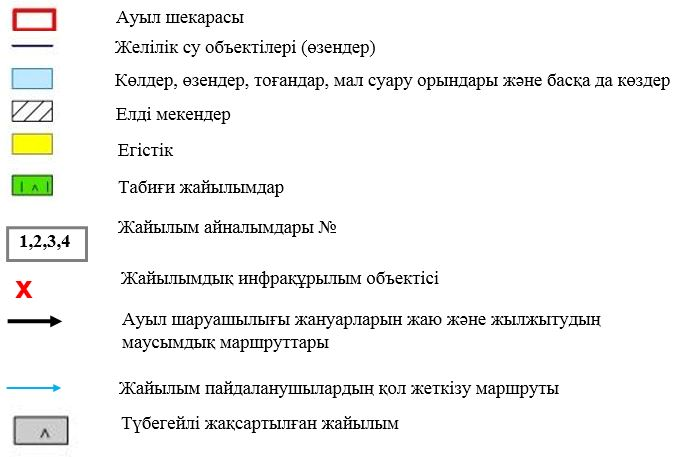 Ауыл шекарасы
Желілік су объектілері (өзендер)
Көлдер, өзендер, тоғандар, мал суару орындары және басқа да көздер
Елді мекендер
Егістік
Табиғи жайылымдар
Жайылым айналымдары №
1,2,3,4
Жайылымдық инфрақұрылым объектісі
X
Ауыл шаруашылығы жануарларын жаю және жылжытудың
маусымдық маршруттары
Жайылым пайдаланушылардың қол жеткізу маршруты
Түбегейлі жақсартылған жайылым